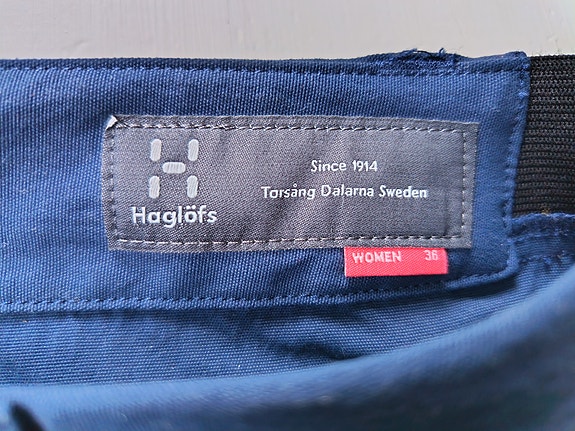 Since 1914
Torsång Dalarna Sweden
Haglöfs
WOMEN 36